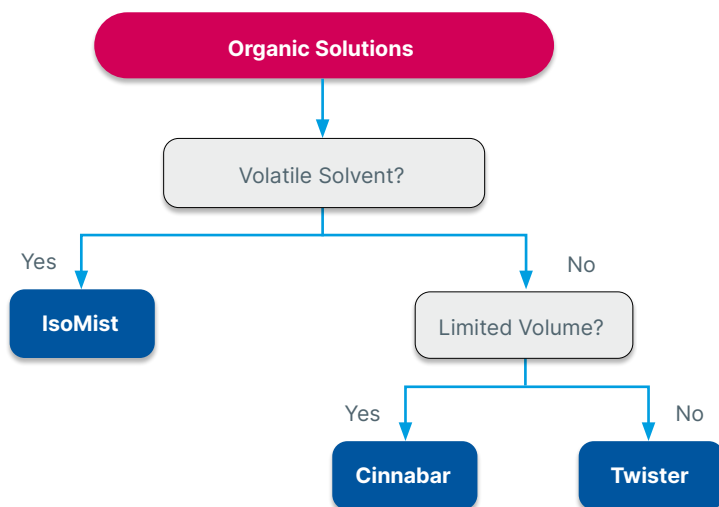 Organic Solutions
Volatile Solvent?
Yes
No
IsoMist
Limited Volume?
Yes
No
Cinnabar
Twister